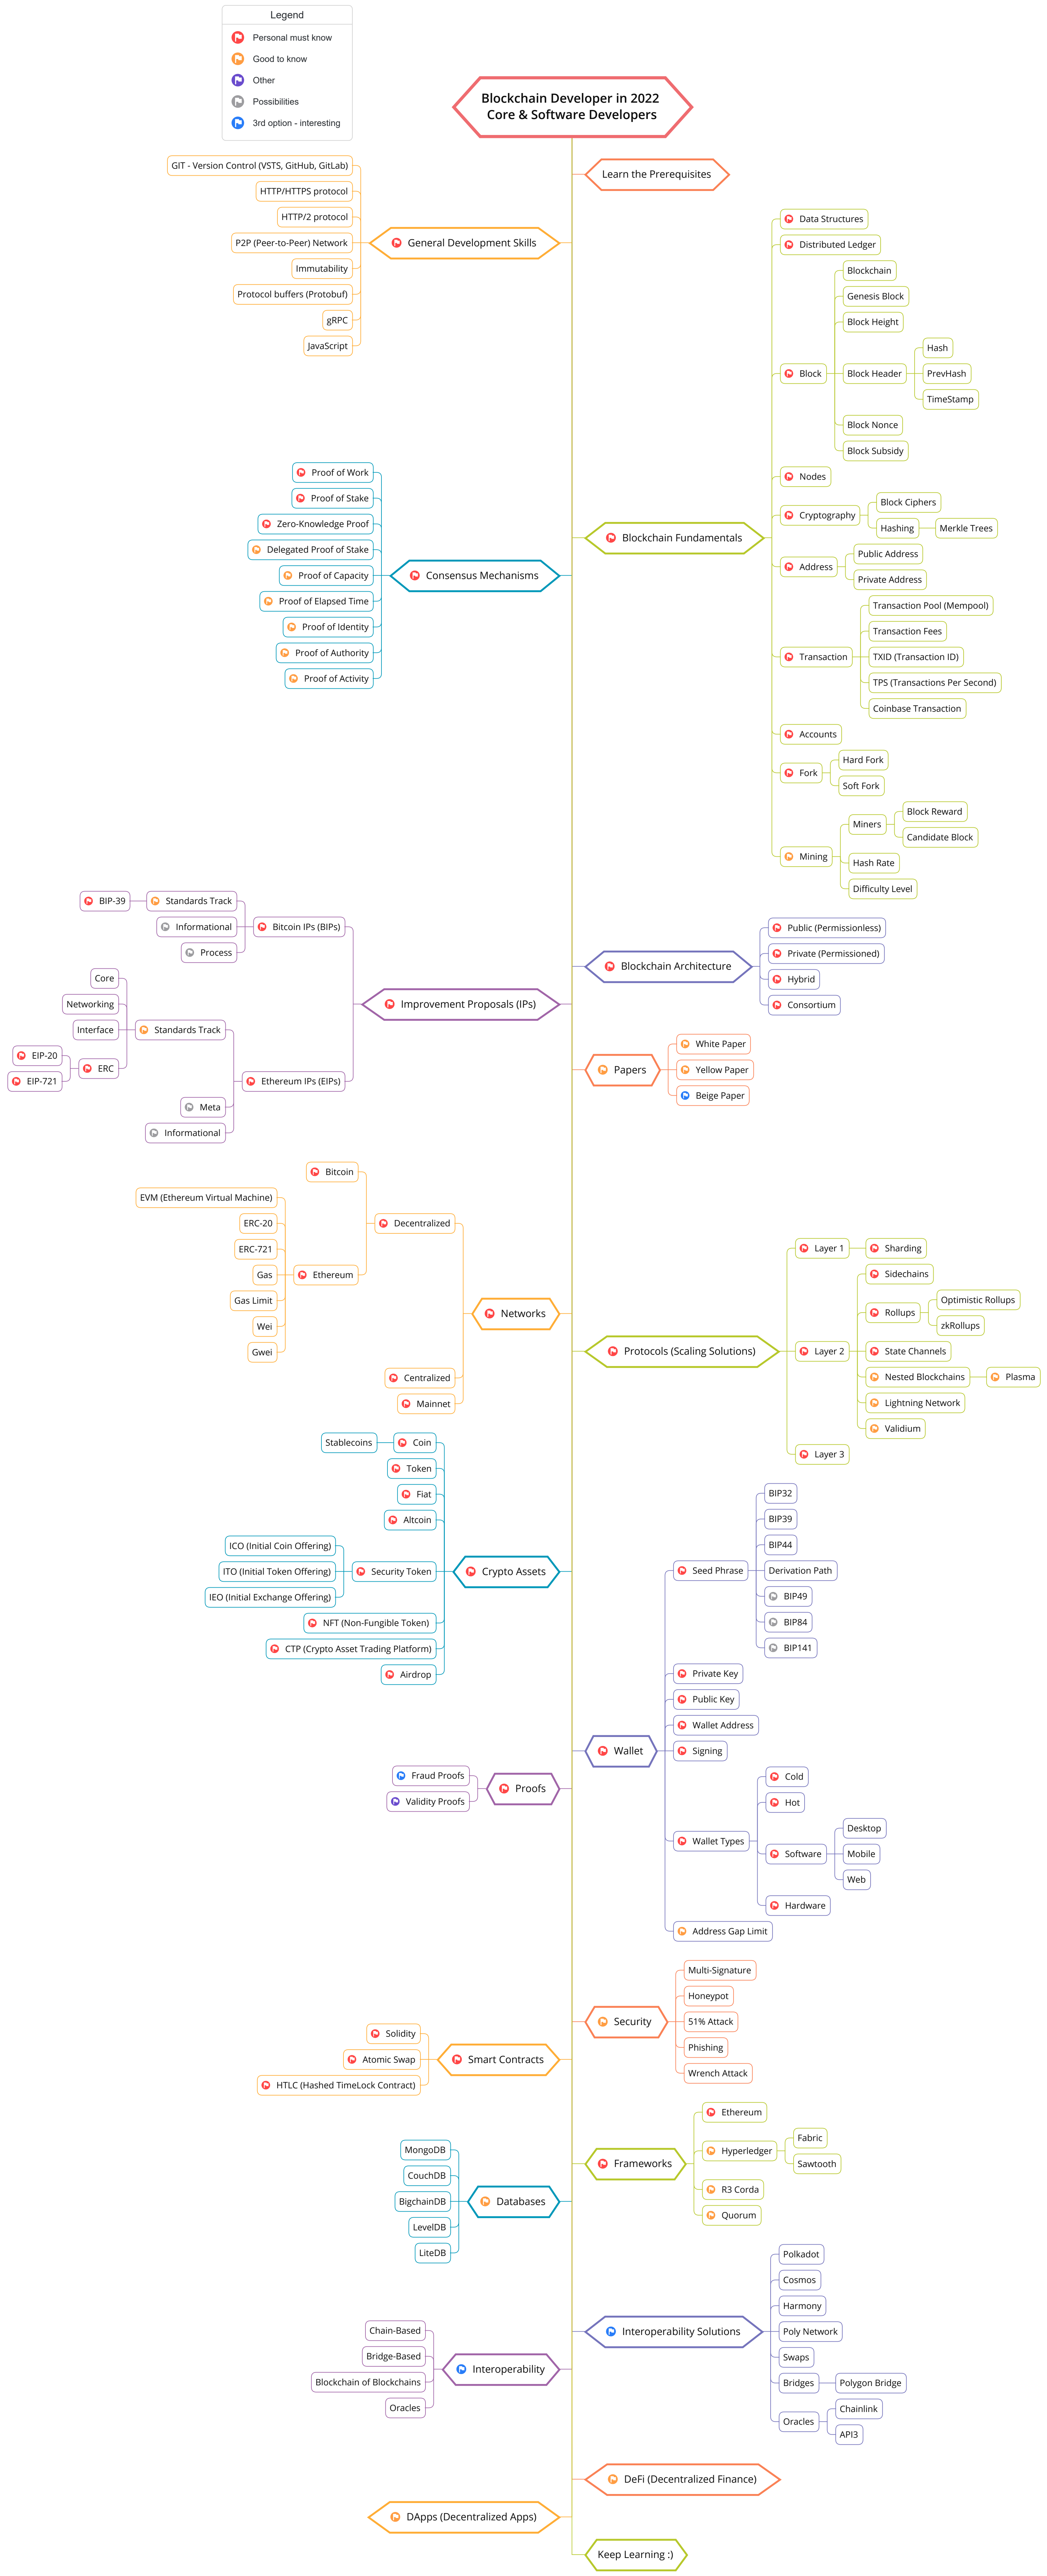 Legend
Personal must know
Good to know
Other
Possibilities
3rd option - interesting
Blockchain Developer in 2022
Core & Software Developers
Learn the Prerequisites
General Development Skills
GIT - Version Control (VSTS, GitHub, GitLab)
HTTP/HTTPS protocol
HTTP/2 protocol
P2P (Peer-to-Peer) Network
Immutability
Protocol buffers (Protobuf)
gRPC
JavaScript
Blockchain Fundamentals
Data Structures
Distributed Ledger
Block
Blockchain
Genesis Block
Block Height
Block Header
Hash
PrevHash
TimeStamp
Block Nonce
Block Subsidy
Nodes
Cryptography
Block Ciphers
Hashing
Merkle Trees
Address
Public Address
Private Address
Transaction
Transaction Pool (Mempool)
Transaction Fees
TXID (Transaction ID)
TPS (Transactions Per Second)
Coinbase Transaction
Accounts
Fork
Hard Fork
Soft Fork
Mining
Miners
Block Reward
Candidate Block
Hash Rate
Difficulty Level
Consensus Mechanisms
Proof of Work
Proof of Stake
Zero-Knowledge Proof
Delegated Proof of Stake
Proof of Capacity
Proof of Elapsed Time
Proof of Identity
Proof of Authority
Proof of Activity
Blockchain Architecture
Public (Permissionless)
Private (Permissioned)
Hybrid
Consortium
Improvement Proposals (IPs)
Bitcoin IPs (BIPs)
Standards Track
BIP-39
Informational
Process
Ethereum IPs (EIPs)
Standards Track
Core
Networking
Interface
ERC
EIP-20
EIP-721
Meta
Informational
Papers
White Paper
Yellow Paper
Beige Paper
Networks
Decentralized
Bitcoin
Ethereum
EVM (Ethereum Virtual Machine)
ERC-20
ERC-721
Gas
Gas Limit
Wei
Gwei
Centralized
Mainnet
Protocols (Scaling Solutions)
Layer 1
Sharding
Layer 2
Sidechains
Rollups
Optimistic Rollups
zkRollups
State Channels
Nested Blockchains
Plasma
Lightning Network
Validium
Layer 3
Crypto Assets
Coin
Stablecoins
Token
Fiat
Altcoin
Security Token
ICO (Initial Coin Offering)
ITO (Initial Token Offering)
IEO (Initial Exchange Offering)
NFT (Non-Fungible Token)
CTP (Crypto Asset Trading Platform)
Airdrop
Wallet
Seed Phrase
BIP32
BIP39
BIP44
Derivation Path
BIP49
BIP84
BIP141
Private Key
Public Key
Wallet Address
Signing
Wallet Types
Cold
Hot
Software
Desktop
Mobile
Web
Hardware
Address Gap Limit
Proofs
Fraud Proofs
Validity Proofs
Security
Multi-Signature
Honeypot
51% Attack
Phishing
Wrench Attack
Smart Contracts
Solidity
Atomic Swap
HTLC (Hashed TimeLock Contract)
Frameworks
Ethereum
Hyperledger
Fabric
Sawtooth
R3 Corda
Quorum
Databases
MongoDB
CouchDB
BigchainDB
LevelDB
LiteDB
Interoperability Solutions
Polkadot
Cosmos
Harmony
Poly Network
Swaps
Bridges
Polygon Bridge
Oracles
Chainlink
API3
Interoperability
Chain-Based
Bridge-Based
Blockchain of Blockchains
Oracles
DeFi (Decentralized Finance)
DApps (Decentralized Apps)
Keep Learning :)